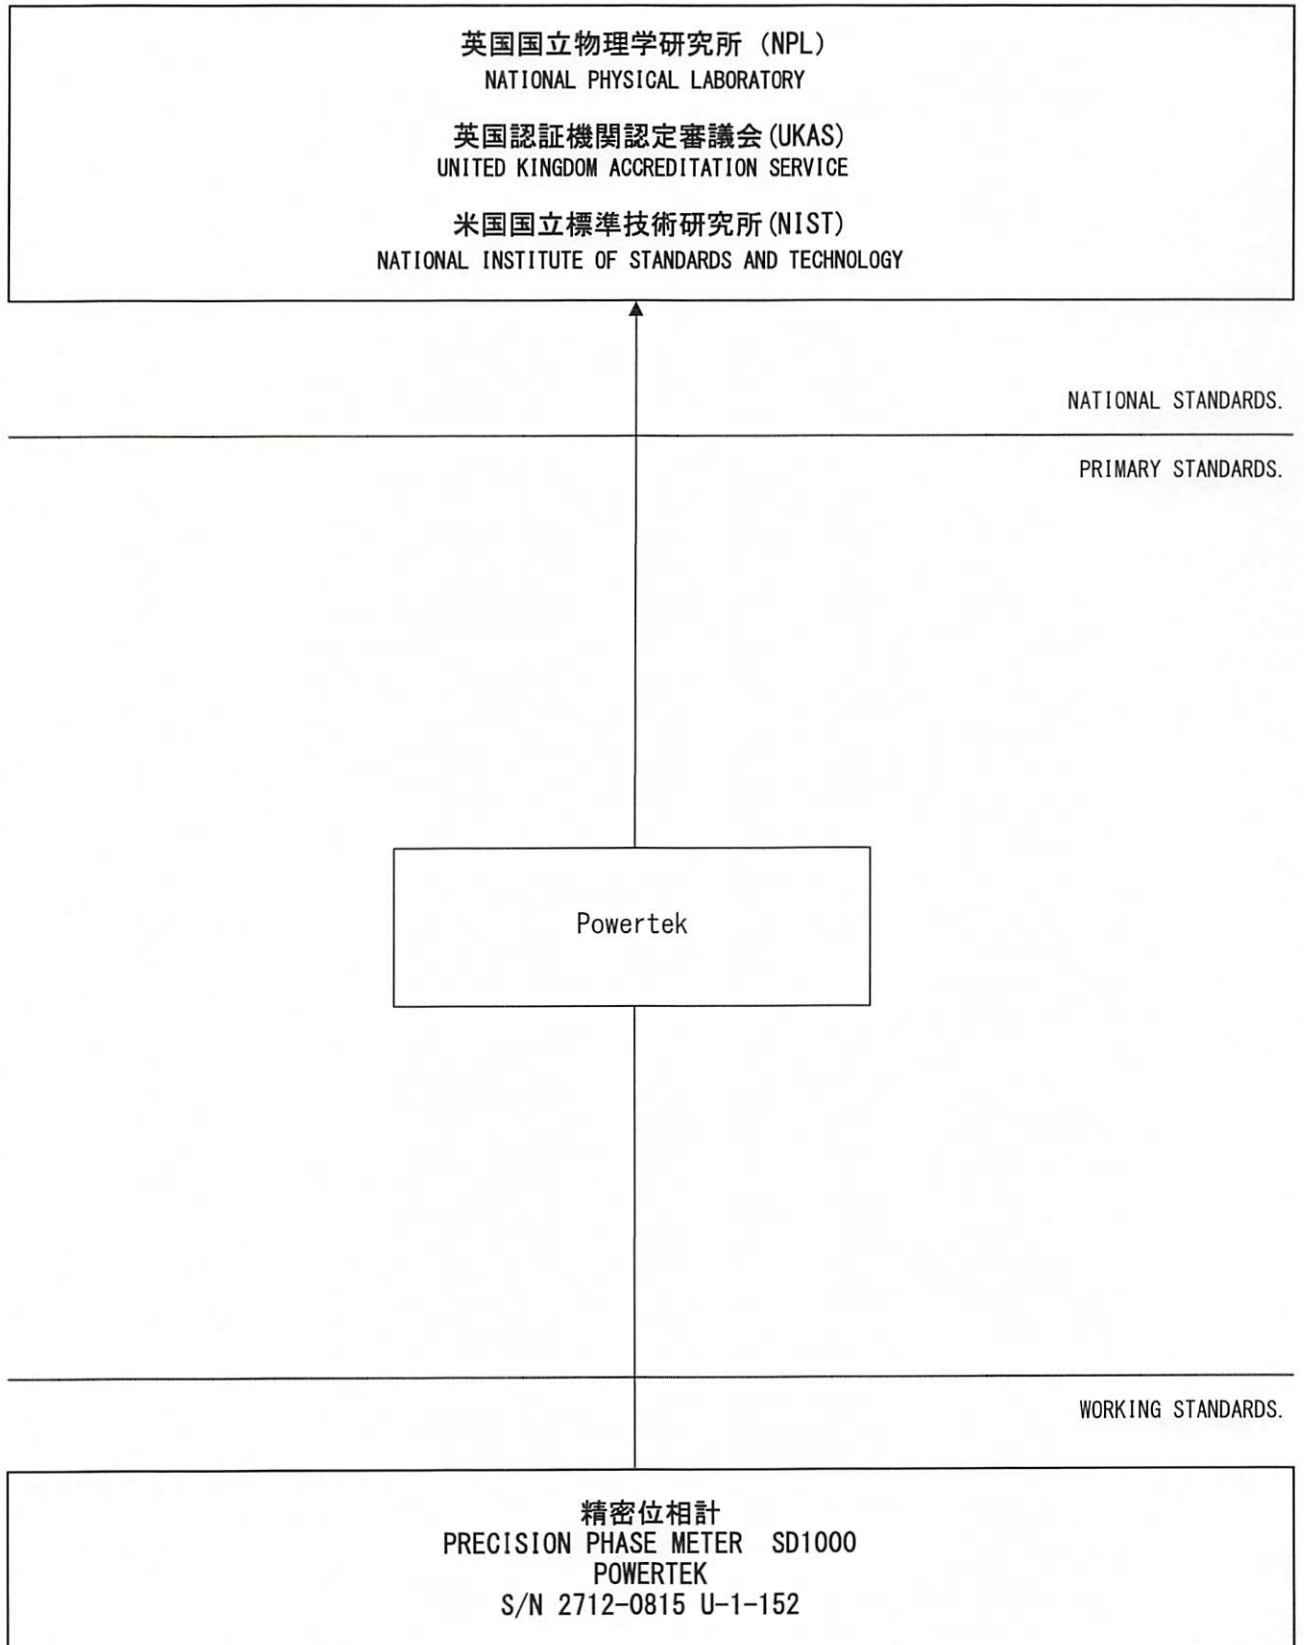 英国国立物理学研究所 (NPL)
NATIONAL PHYSICAL LABORATORY
英国認証機関認定審議会(UKAS)
UNITED KINGDOM ACCREDITATION SERVICE
米国国立標準技術研究所(NIST)
NATIONAL INSTITUTE OF STANDARDS AND TECHNOLOGY
NATIONAL STANDARDS.
PRIMARY STANDARDS.
Powertek
WORKING STANDARDS.
精密位相計
PRECISION PHASE METER SD1000
POWERTEK
S/N 2712-0815 U-1-152